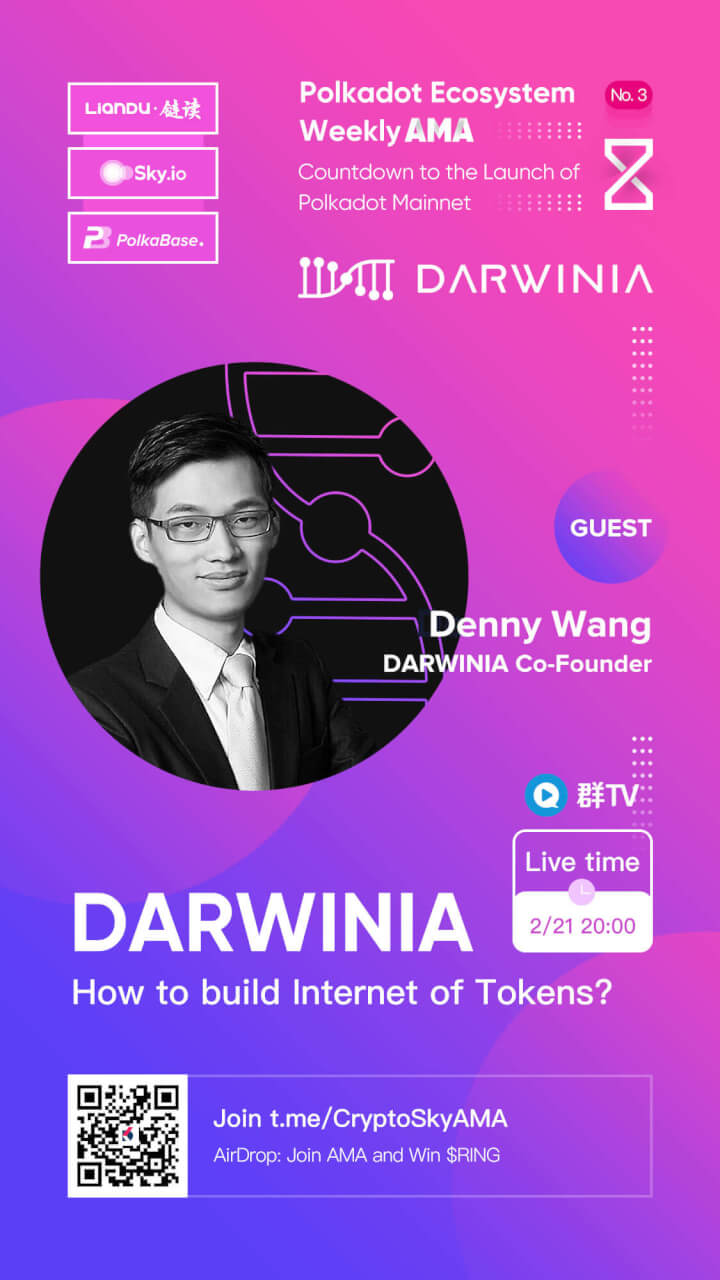 LIANDU·链读
Sky.io
PolkaBase.
Polkadot Ecosystem
Weekly AMA
No. 3
Countdown to the Launch of
Polkadot Mainnet
DARWINIA
GUEST
Denny Wang
DARWINIA Co-Founder
群TV
Live time
2/21 20:00
DARWINIA
How to build Internet of Tokens?
Join t.me/CryptoSkyAMA
AirDrop: Join AMA and Win $RING